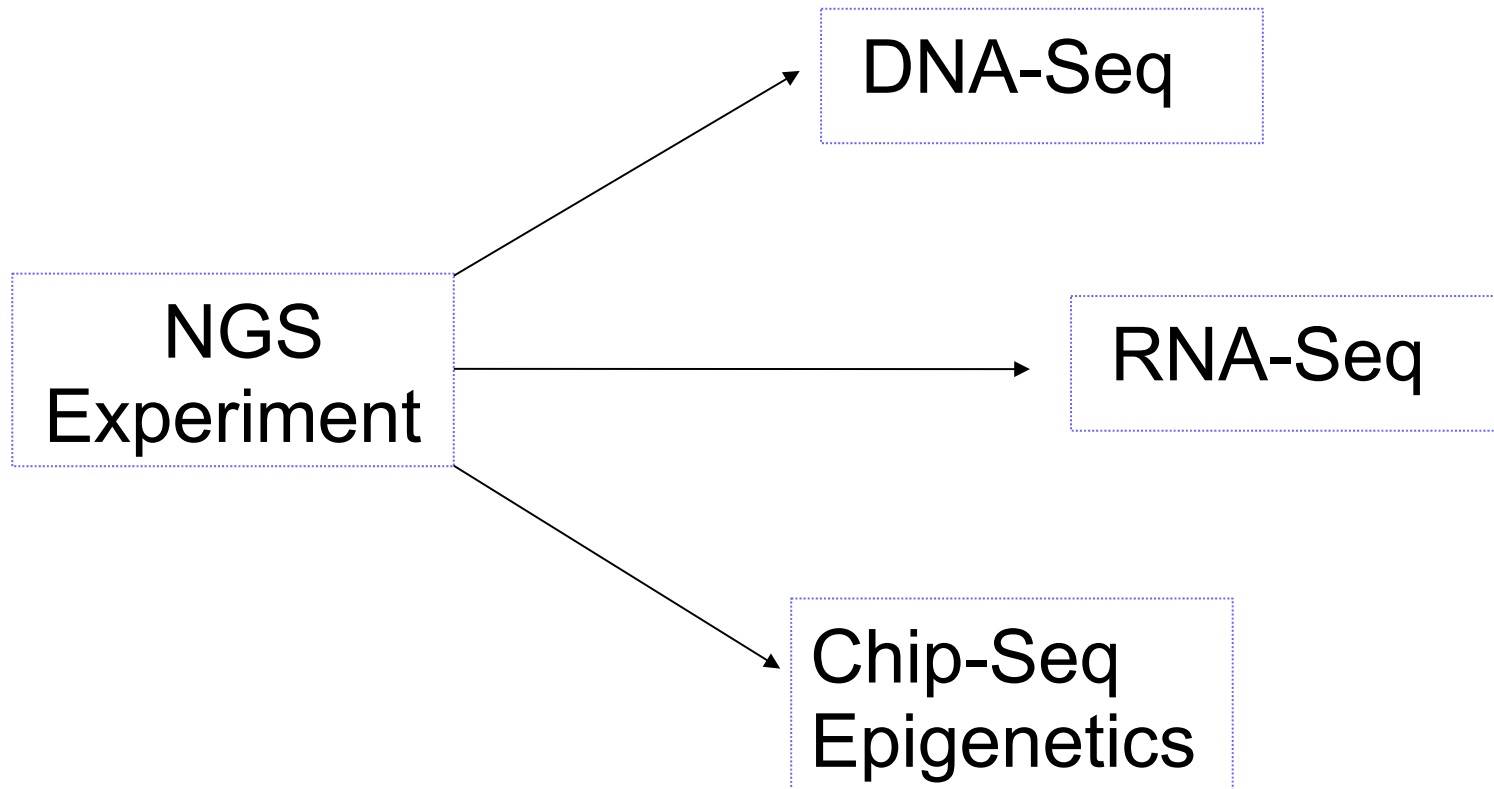 DNA-Seq
NGS
Experiment
RNA-Seq
Chip-Seq
Epigenetics